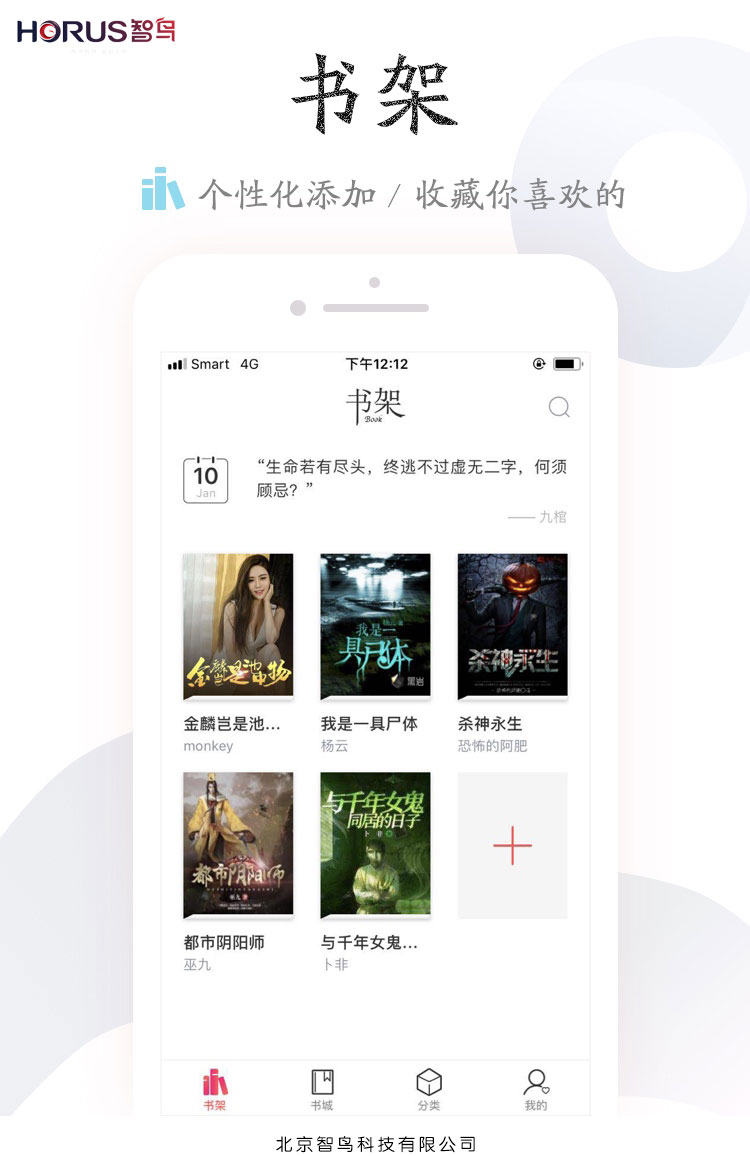 HORUS智鸟
书架
个性化添加 / 收藏你喜欢的
Smart 4G 下午12:12
书架
Book
10
Jan
“生命若有尽头，终逃不过虚无二字，何须
顾忌？”
—— 九棺
金麟岂是池中物
杨云 著
我是一
具尸体
黑岩
杀神永生
金麟岂是池... 我是一具尸体 杀神永生
monkey 杨云 恐怖的阿肥
都市阴阳师
巫九
与千年女鬼
同居的日子
卜非
都市阴阳师 与千年女鬼...
巫九 卜非
书架 书城 分类 我的
北京智鸟科技有限公司